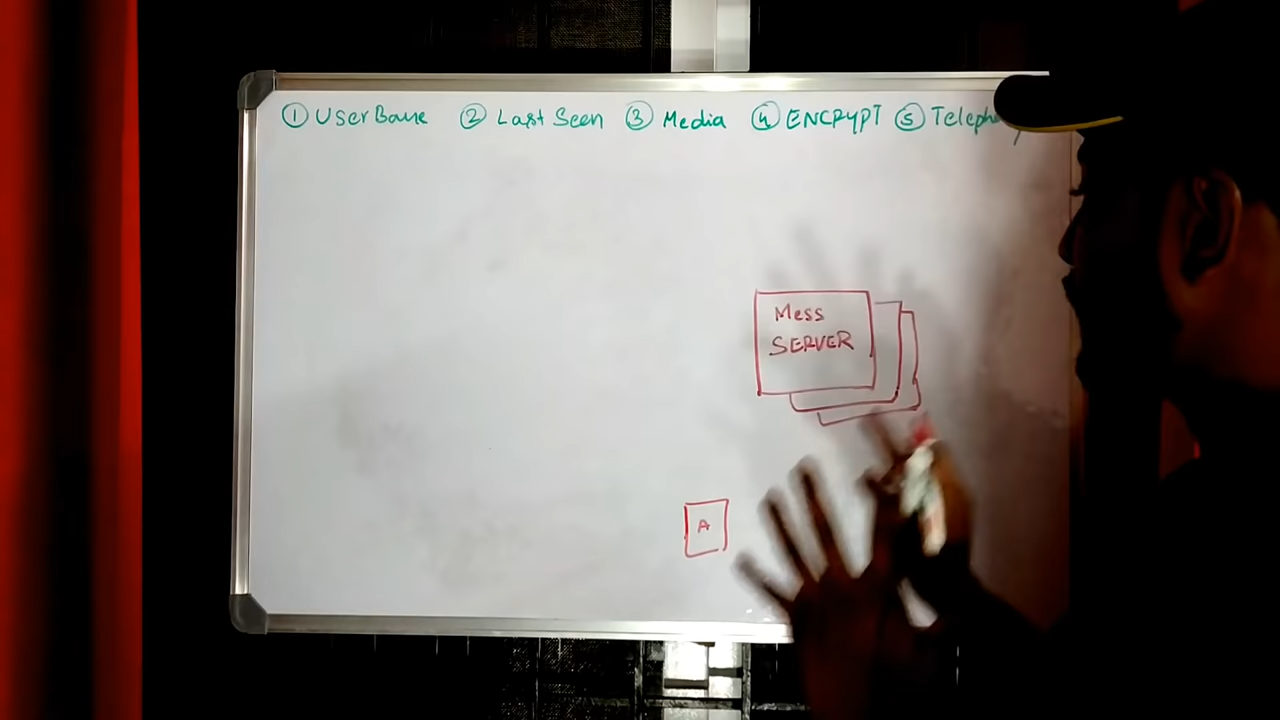 ① UserBase ② Last Seen ③ Media ④ ENCRYPT ⑤ Teleph
Mess
SERVER
A